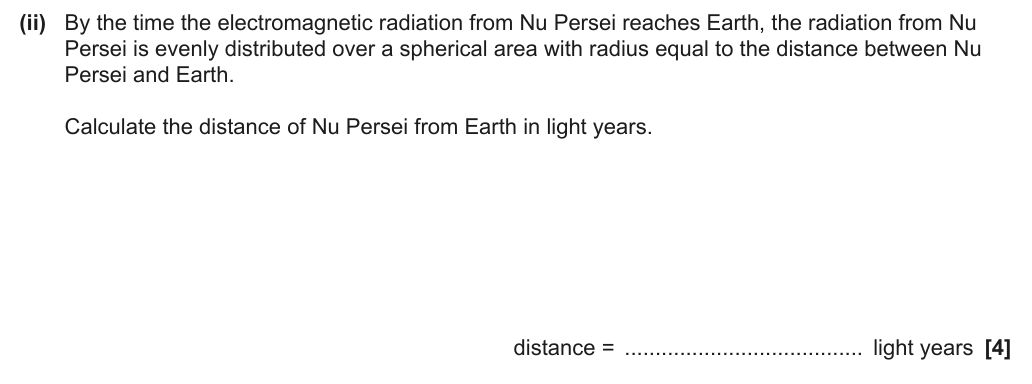 (ii) By the time the electromagnetic radiation from Nu Persei reaches Earth, the radiation from Nu
Persei is evenly distributed over a spherical area with radius equal to the distance between Nu
Persei and Earth.
Calculate the distance of Nu Persei from Earth in light years.
distance = ...................................... light years [4]